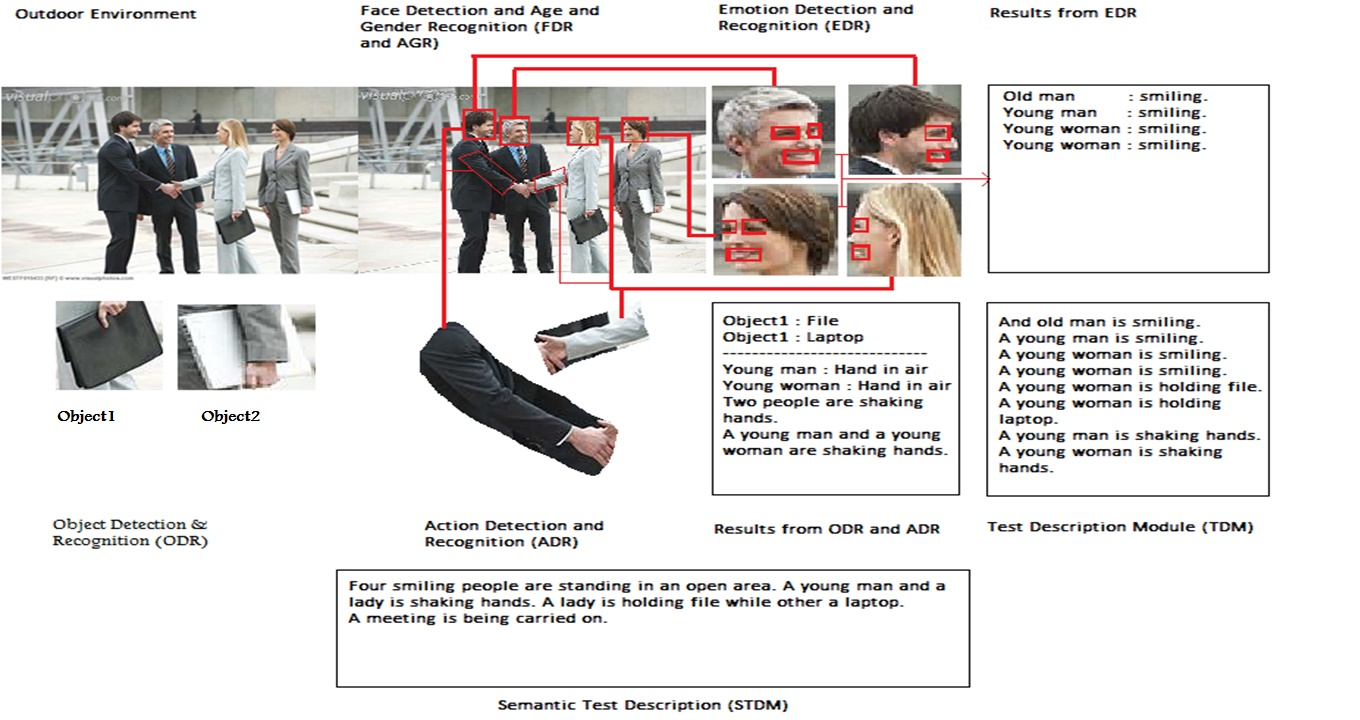 Outdoor Environment
Face Detection and Age and
Gender Recognition (FDR
and AGR)
Emotion Detection and
Recognition (EDR)
Results from EDR
Old man : smiling.
Young man : smiling.
Young woman : smiling.
Young woman : smiling.
Object1
Object2
Object1 : File
Object1 : Laptop
----------------------------
Young man : Hand in air
Young woman : Hand in air
Two people are shaking
hands.
A young man and a young
woman are shaking hands.
And old man is smiling.
A young man is smiling.
A young woman is smiling.
A young woman is smiling.
A young woman is holding file.
A young woman is holding
laptop.
A young man is shaking hands.
A young woman is shaking
hands.
Object Detection &
Recognition (ODR)
Action Detection and
Recognition (ADR)
Results from ODR and ADR
Test Description Module (TDM)
Four smiling people are standing in an open area. A young man and a
lady is shaking hands. A lady is holding file while other a laptop.
A meeting is being carried on.
Semantic Test Description (STDM)